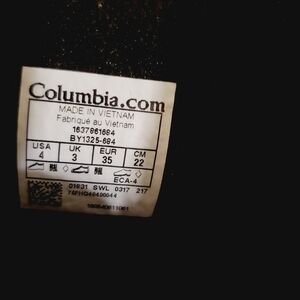 Columbia.com
MADE IN VIETNAM
Fabriqué au Vietnam
1637961684
BY1325-684
USA UK EUR CM
4 3 35 22
ECA-4
01631 SWL 0317 217